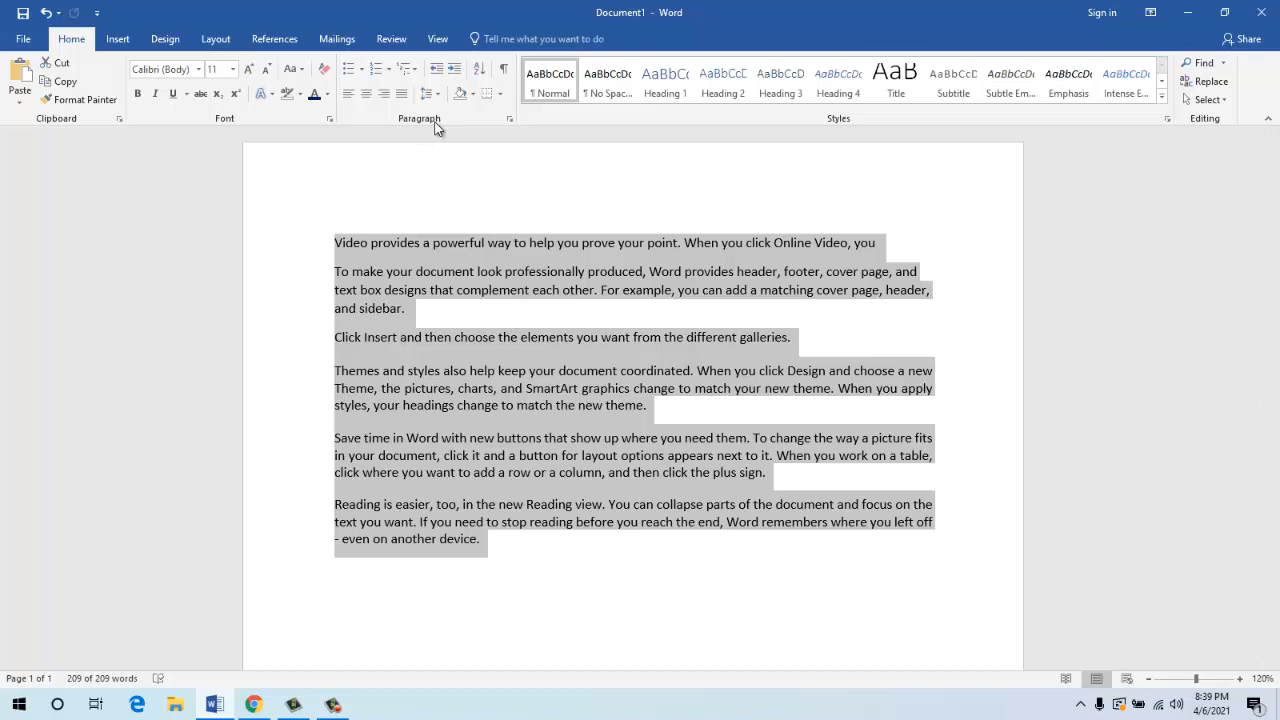 Document1 - Word
Sign in
File Home Insert Design Layout References Mailings Review View Tell me what you want to do Share
Paste
Cut
Copy
Format Painter
Clipboard
Calibri (Body) 11
Aa
B I U abc X₂ X²
A A
Font
Paragraph
AaBbCcDc ¶ Normal
AaBbCcDc ¶ No Spac...
AaBbCc Heading 1
AaBbCcD Heading 2
AaBbCcD Heading 3
AaBbCcDc Heading 4
AaB Title
AaBbCcD Subtitle
AaBbCcDc Subtle Em...
AaBbCcDc Emphasis
AaBbCcDc Intense E...
Styles
Find
Replace
Select
Editing
Video provides a powerful way to help you prove your point. When you click Online Video, you
To make your document look professionally produced, Word provides header, footer, cover page, and
text box designs that complement each other. For example, you can add a matching cover page, header,
and sidebar.
Click Insert and then choose the elements you want from the different galleries.
Themes and styles also help keep your document coordinated. When you click Design and choose a new
Theme, the pictures, charts, and SmartArt graphics change to match your new theme. When you apply
styles, your headings change to match the new theme.
Save time in Word with new buttons that show up where you need them. To change the way a picture fits
in your document, click it and a button for layout options appears next to it. When you work on a table,
click where you want to add a row or a column, and then click the plus sign.
Reading is easier, too, in the new Reading view. You can collapse parts of the document and focus on the
text you want. If you need to stop reading before you reach the end, Word remembers where you left off
- even on another device.
Page 1 of 1 209 of 209 words 120%
8:39 PM
4/6/2021